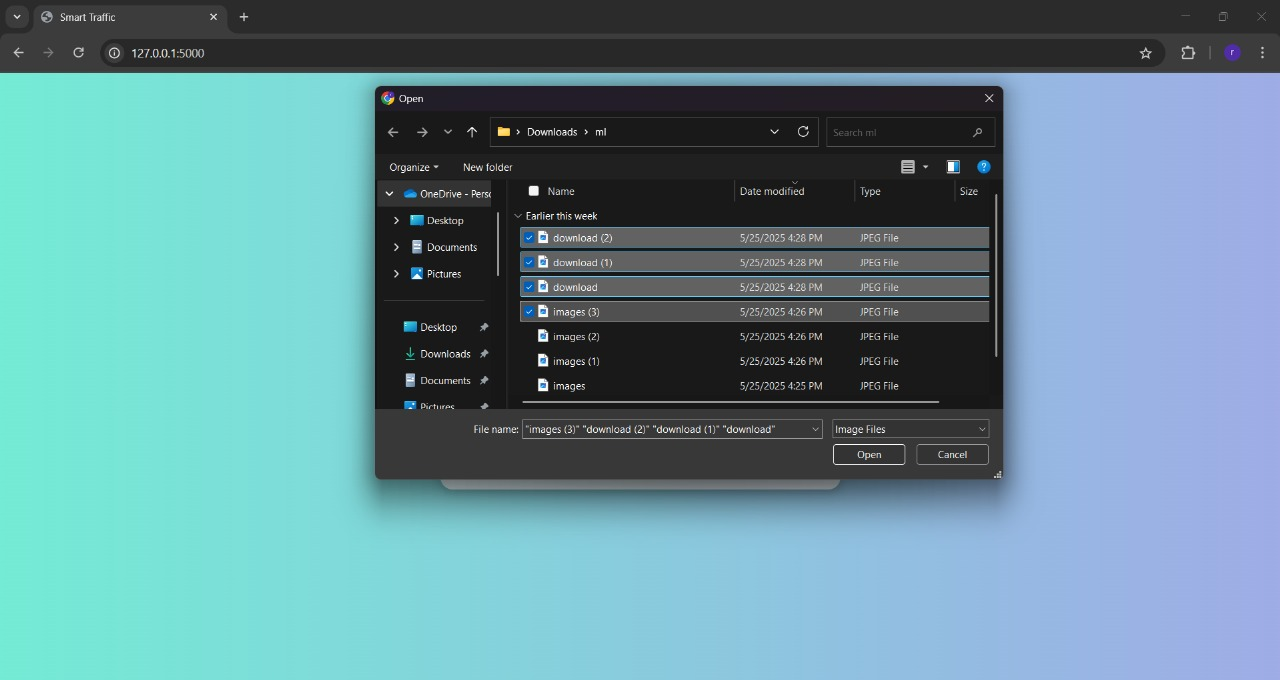 Smart Traffic
127.0.0.1:5000
r
Open
Downloads ml
Search ml
Organize New folder
OneDrive - Perso
Desktop
Documents
Pictures
Desktop
Downloads
Documents
Pictures
Name Date modified Type Size
Earlier this week
download (2) 5/25/2025 4:28 PM JPEG File
download (1) 5/25/2025 4:28 PM JPEG File
download 5/25/2025 4:28 PM JPEG File
images (3) 5/25/2025 4:26 PM JPEG File
images (2) 5/25/2025 4:26 PM JPEG File
images (1) 5/25/2025 4:26 PM JPEG File
images 5/25/2025 4:25 PM JPEG File
File name: "images (3)" "download (2)" "download (1)" "download" Image Files
Open Cancel